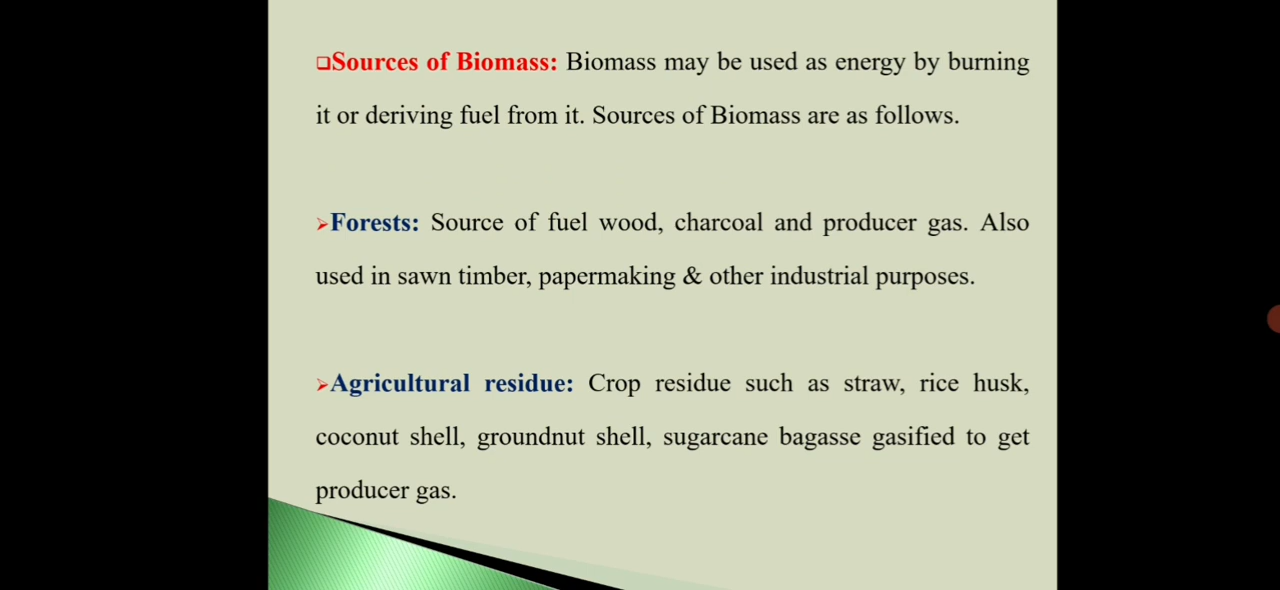 ❑Sources of Biomass: Biomass may be used as energy by burning
it or deriving fuel from it. Sources of Biomass are as follows.
➢Forests: Source of fuel wood, charcoal and producer gas. Also
used in sawn timber, papermaking & other industrial purposes.
➢Agricultural residue: Crop residue such as straw, rice husk,
coconut shell, groundnut shell, sugarcane bagasse gasified to get
producer gas.